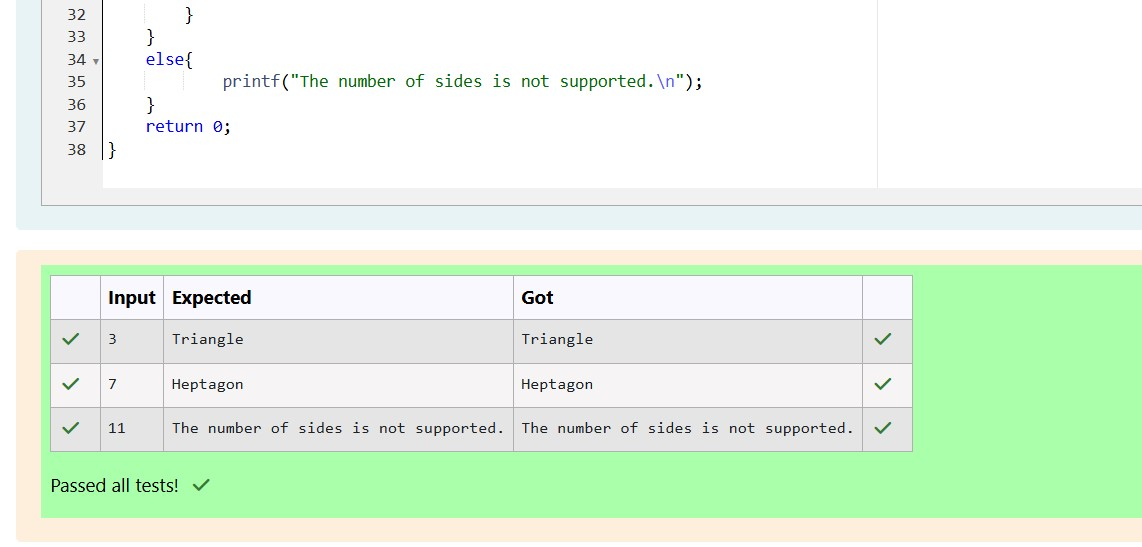 32 }
33 }
34 else{
35 printf("The number of sides is not supported.\n");
36 }
37 return 0;
38 }
Input Expected Got
3 Triangle Triangle
7 Heptagon Heptagon
11 The number of sides is not supported. The number of sides is not supported.
Passed all tests!